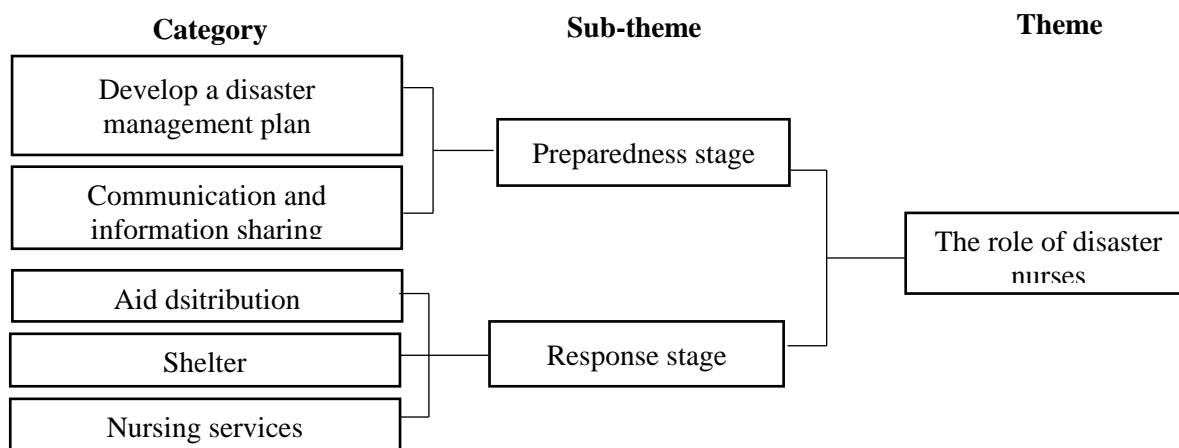 Category
Sub-theme
Theme
Develop a disaster
management plan
Communication and
information sharing
Aid dsitribution
Shelter
Nursing services
Preparedness stage
Response stage
The role of disaster
nurses